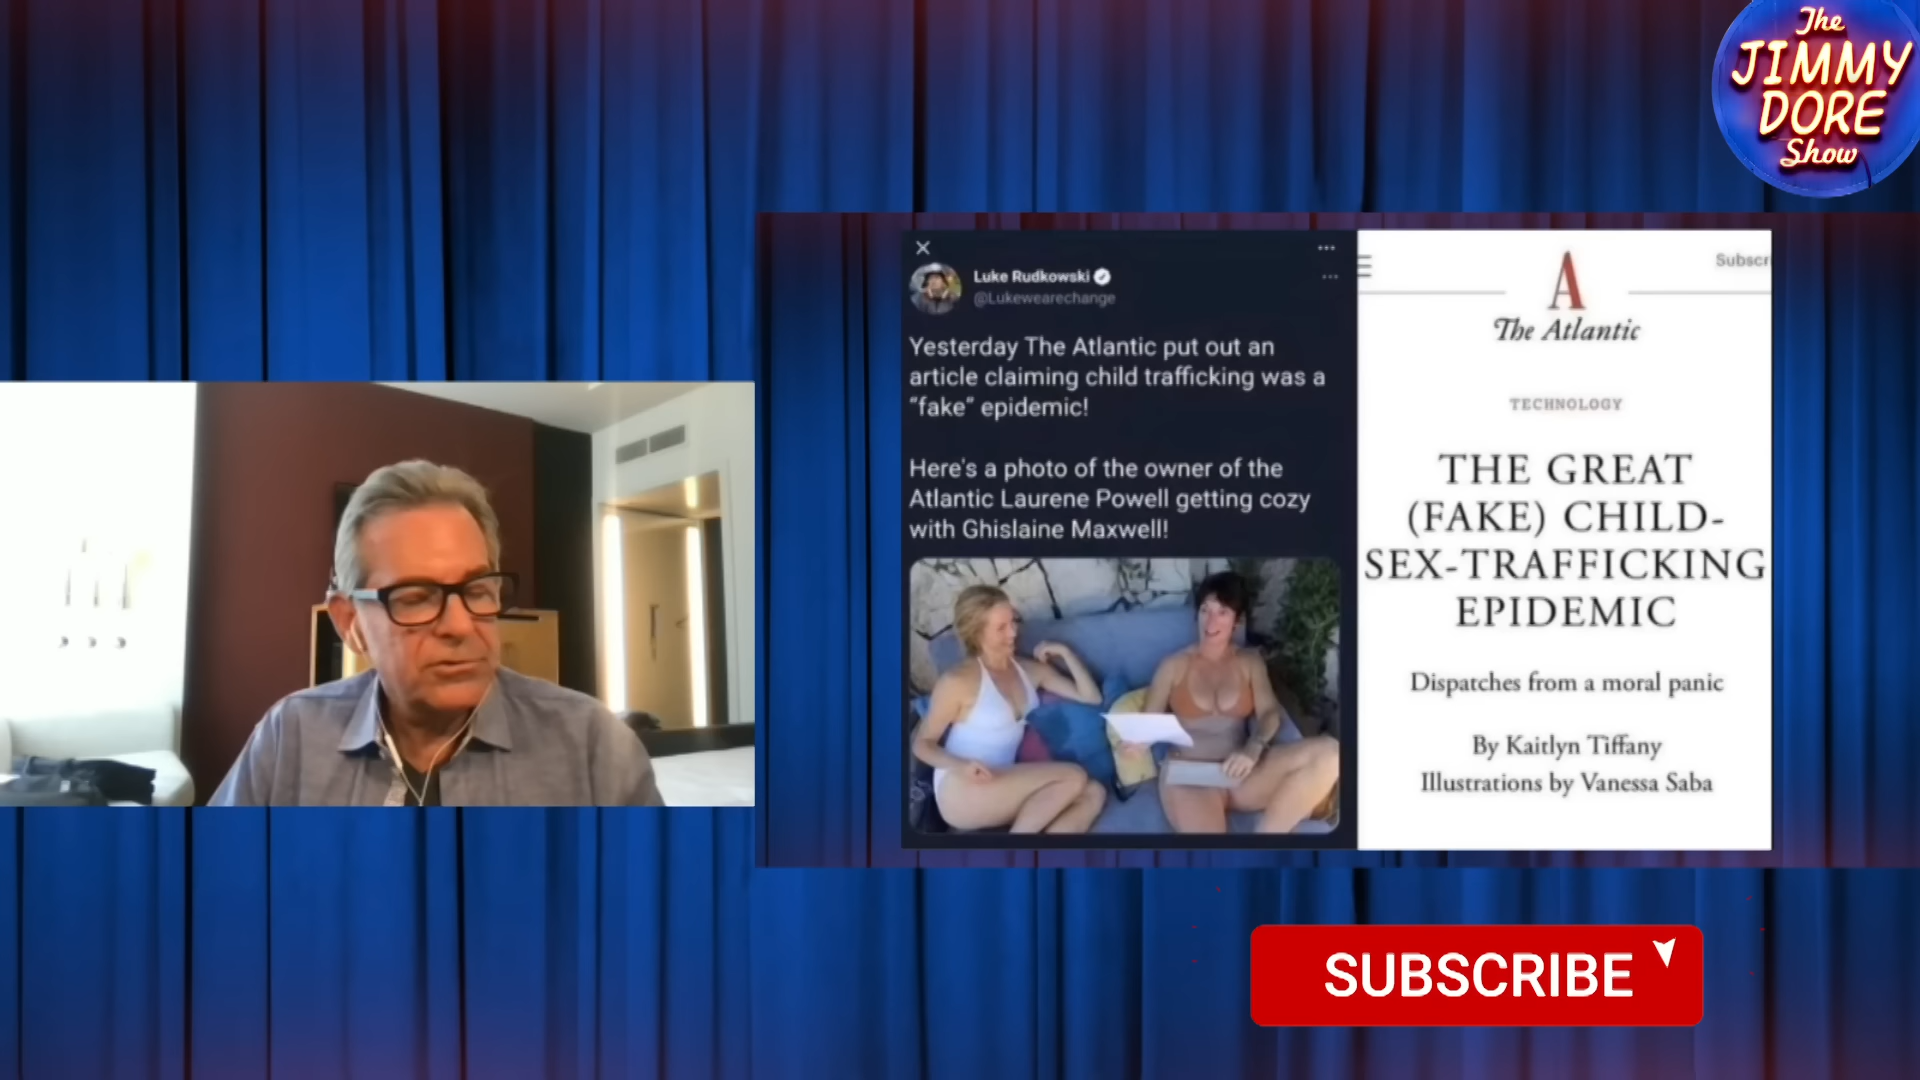 The
JIMMY
DORE
Show
Luke Rudkowski
@Lukewearechange
Yesterday The Atlantic put out an
article claiming child trafficking was a
"fake" epidemic!
Here's a photo of the owner of the
Atlantic Laurene Powell getting cozy
with Ghislaine Maxwell!
Subscri
A
The Atlantic
TECHNOLOGY
THE GREAT
(FAKE) CHILD-
SEX-TRAFFICKING
EPIDEMIC
Dispatches from a moral panic
By Kaitlyn Tiffany
Illustrations by Vanessa Saba
SUBSCRIBE